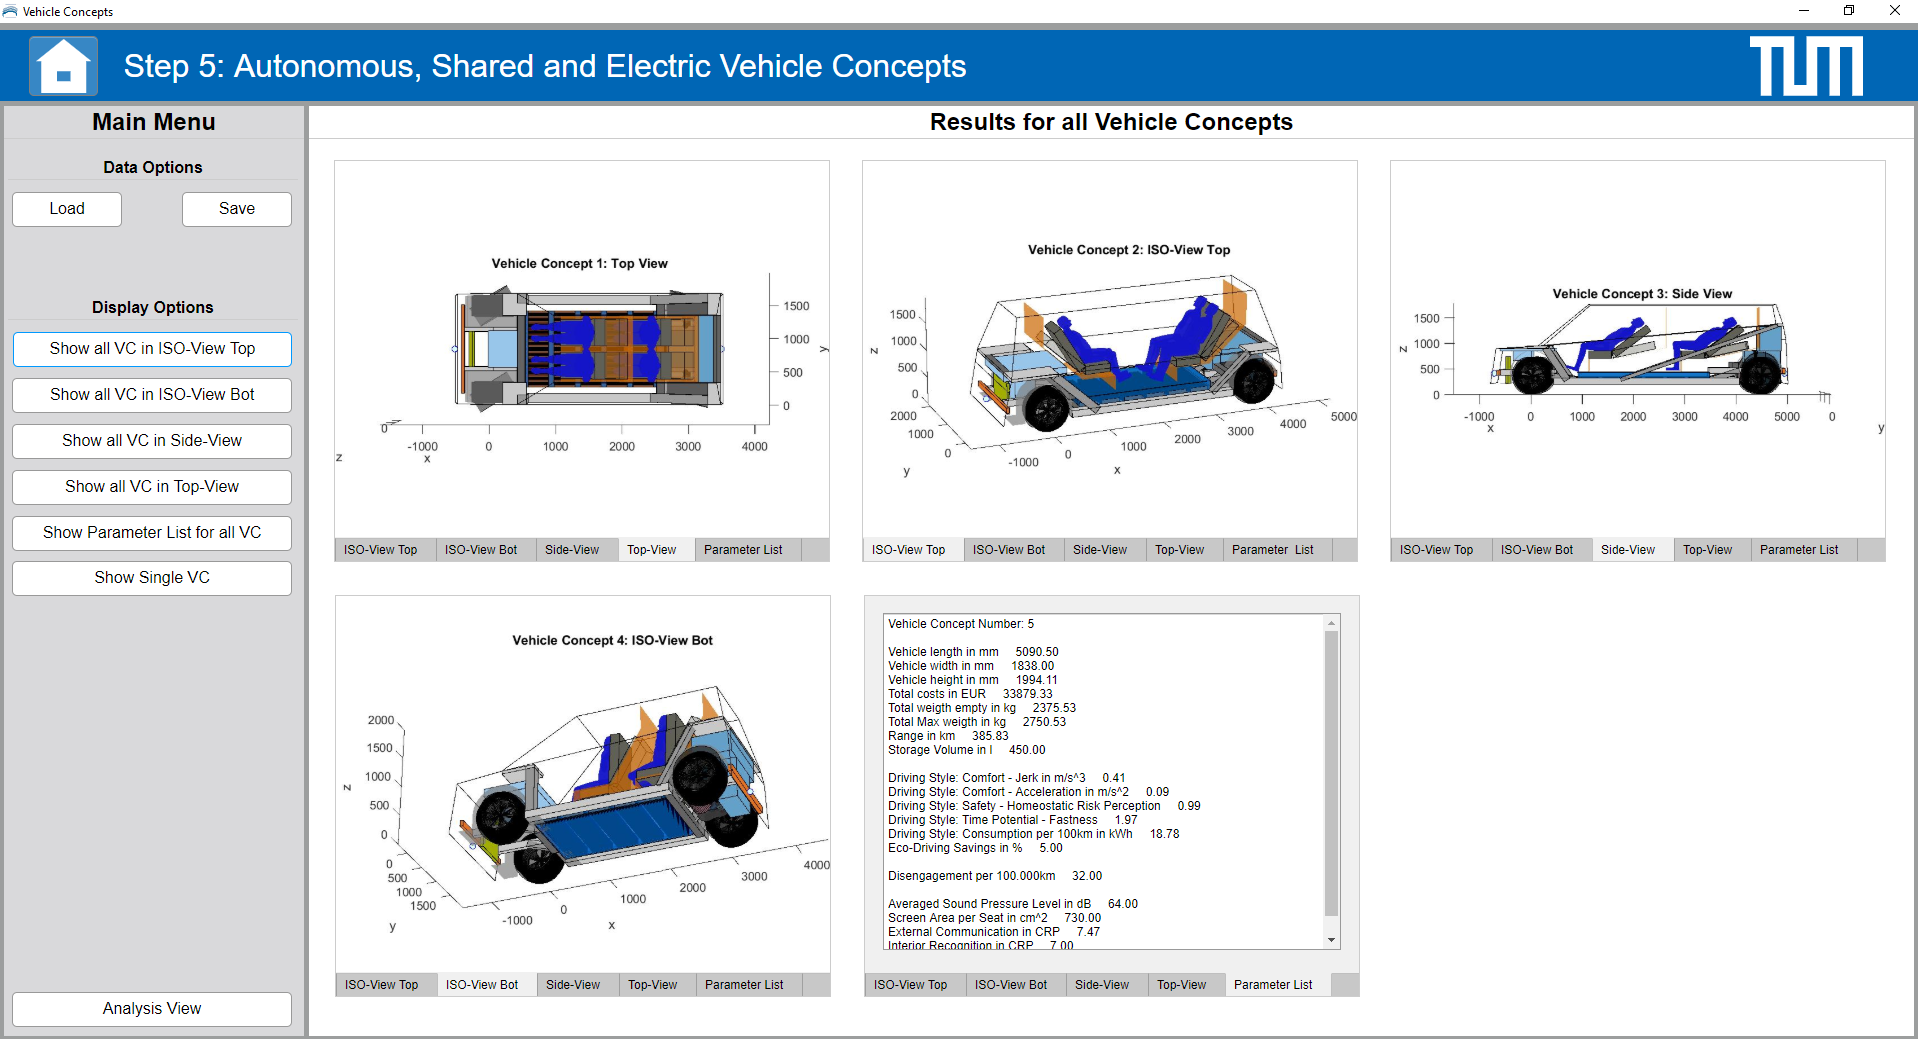 Vehicle Concepts
Step 5: Autonomous, Shared and Electric Vehicle Concepts
TUM
Main Menu
Data Options
Load
Save
Display Options
Show all VC in ISO-View Top
Show all VC in ISO-View Bot
Show all VC in Side-View
Show all VC in Top-View
Show Parameter List for all VC
Show Single VC
Analysis View
Results for all Vehicle Concepts
Vehicle Concept 1: Top View
1500
1000
500
0
y
0
-1000 0 1000 2000 3000 4000
z
x
ISO-View Top ISO-View Bot Side-View Top-View Parameter List
Vehicle Concept 2: ISO-View Top
1500
1000
500
0
z
2000
1000
0
y
-1000 0 1000 2000 3000 4000 5000
x
ISO-View Top ISO-View Bot Side-View Top-View Parameter List
Vehicle Concept 3: Side View
1500
1000
500
0
z
-1000 0 1000 2000 3000 4000 5000 0
x
y
ISO-View Top ISO-View Bot Side-View Top-View Parameter List
Vehicle Concept 4: ISO-View Bot
2000
1500
1000
500
0
z
0
500
1000
1500
y
-1000 0 1000 2000 3000 4000
x
ISO-View Top ISO-View Bot Side-View Top-View Parameter List
Vehicle Concept Number: 5
Vehicle length in mm 5090.50
Vehicle width in mm 1838.00
Vehicle height in mm 1994.11
Total costs in EUR 33879.33
Total weigth empty in kg 2375.53
Total Max weigth in kg 2750.53
Range in km 385.83
Storage Volume in l 450.00
Driving Style: Comfort - Jerk in m/s^3 0.41
Driving Style: Comfort - Acceleration in m/s^2 0.09
Driving Style: Safety - Homeostatic Risk Perception 0.99
Driving Style: Time Potential - Fastness 1.97
Driving Style: Consumption per 100km in kWh 18.78
Eco-Driving Savings in % 5.00
Disengagement per 100.000km 32.00
Averaged Sound Pressure Level in dB 64.00
Screen Area per Seat in cm^2 730.00
External Communication in CRP 7.47
Interior Recognition in CRP 7.00
ISO-View Top ISO-View Bot Side-View Top-View Parameter List